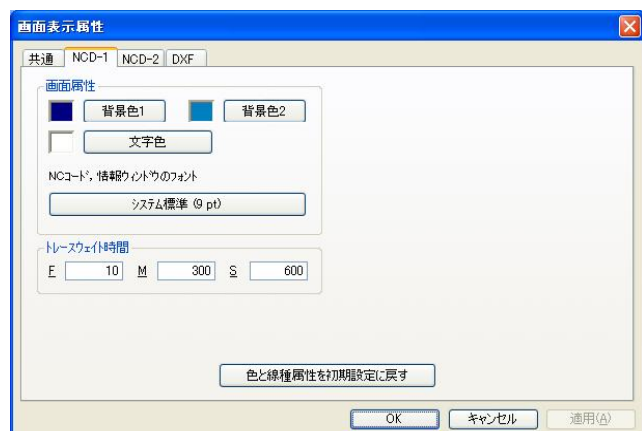 画面表示属性
共通 NCD-1 NCD-2 DXF
画面属性
背景色1 背景色2
文字色
NCコード, 情報ウィンドウのフォント
システム標準 (9 pt)
トレースウェイト時間
F 10 M 300 S 600
色と線種属性を初期設定に戻す
OK キャンセル 適用(A)